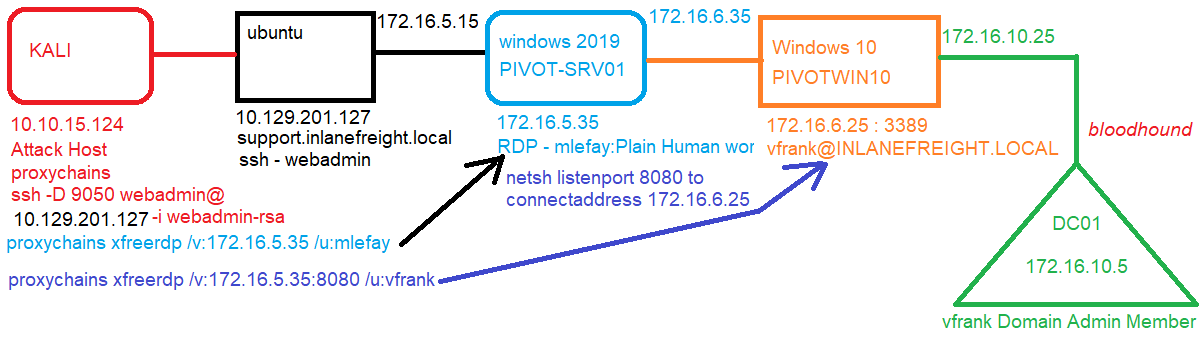 KALI
10.10.15.124
Attack Host
proxychains
ssh -D 9050 webadmin@
10.129.201.127 -i webadmin-rsa
proxychains xfreerdp /v:172.16.5.35 /u:mlefay
proxychains xfreerdp /v:172.16.5.35:8080 /u:vfrank
ubuntu
10.129.201.127
support.inlanefreight.local
ssh - webadmin
172.16.5.15
windows 2019
PIVOT-SRV01
172.16.5.35
RDP - mlefay:Plain Human wor
netsh listenport 8080 to
connectaddress 172.16.6.25
172.16.6.35
Windows 10
PIVOTWIN10
172.16.6.25 : 3389
vfrank@INLANEFREIGHT.LOCAL
172.16.10.25
bloodhound
DC01
172.16.10.5
vfrank Domain Admin Member